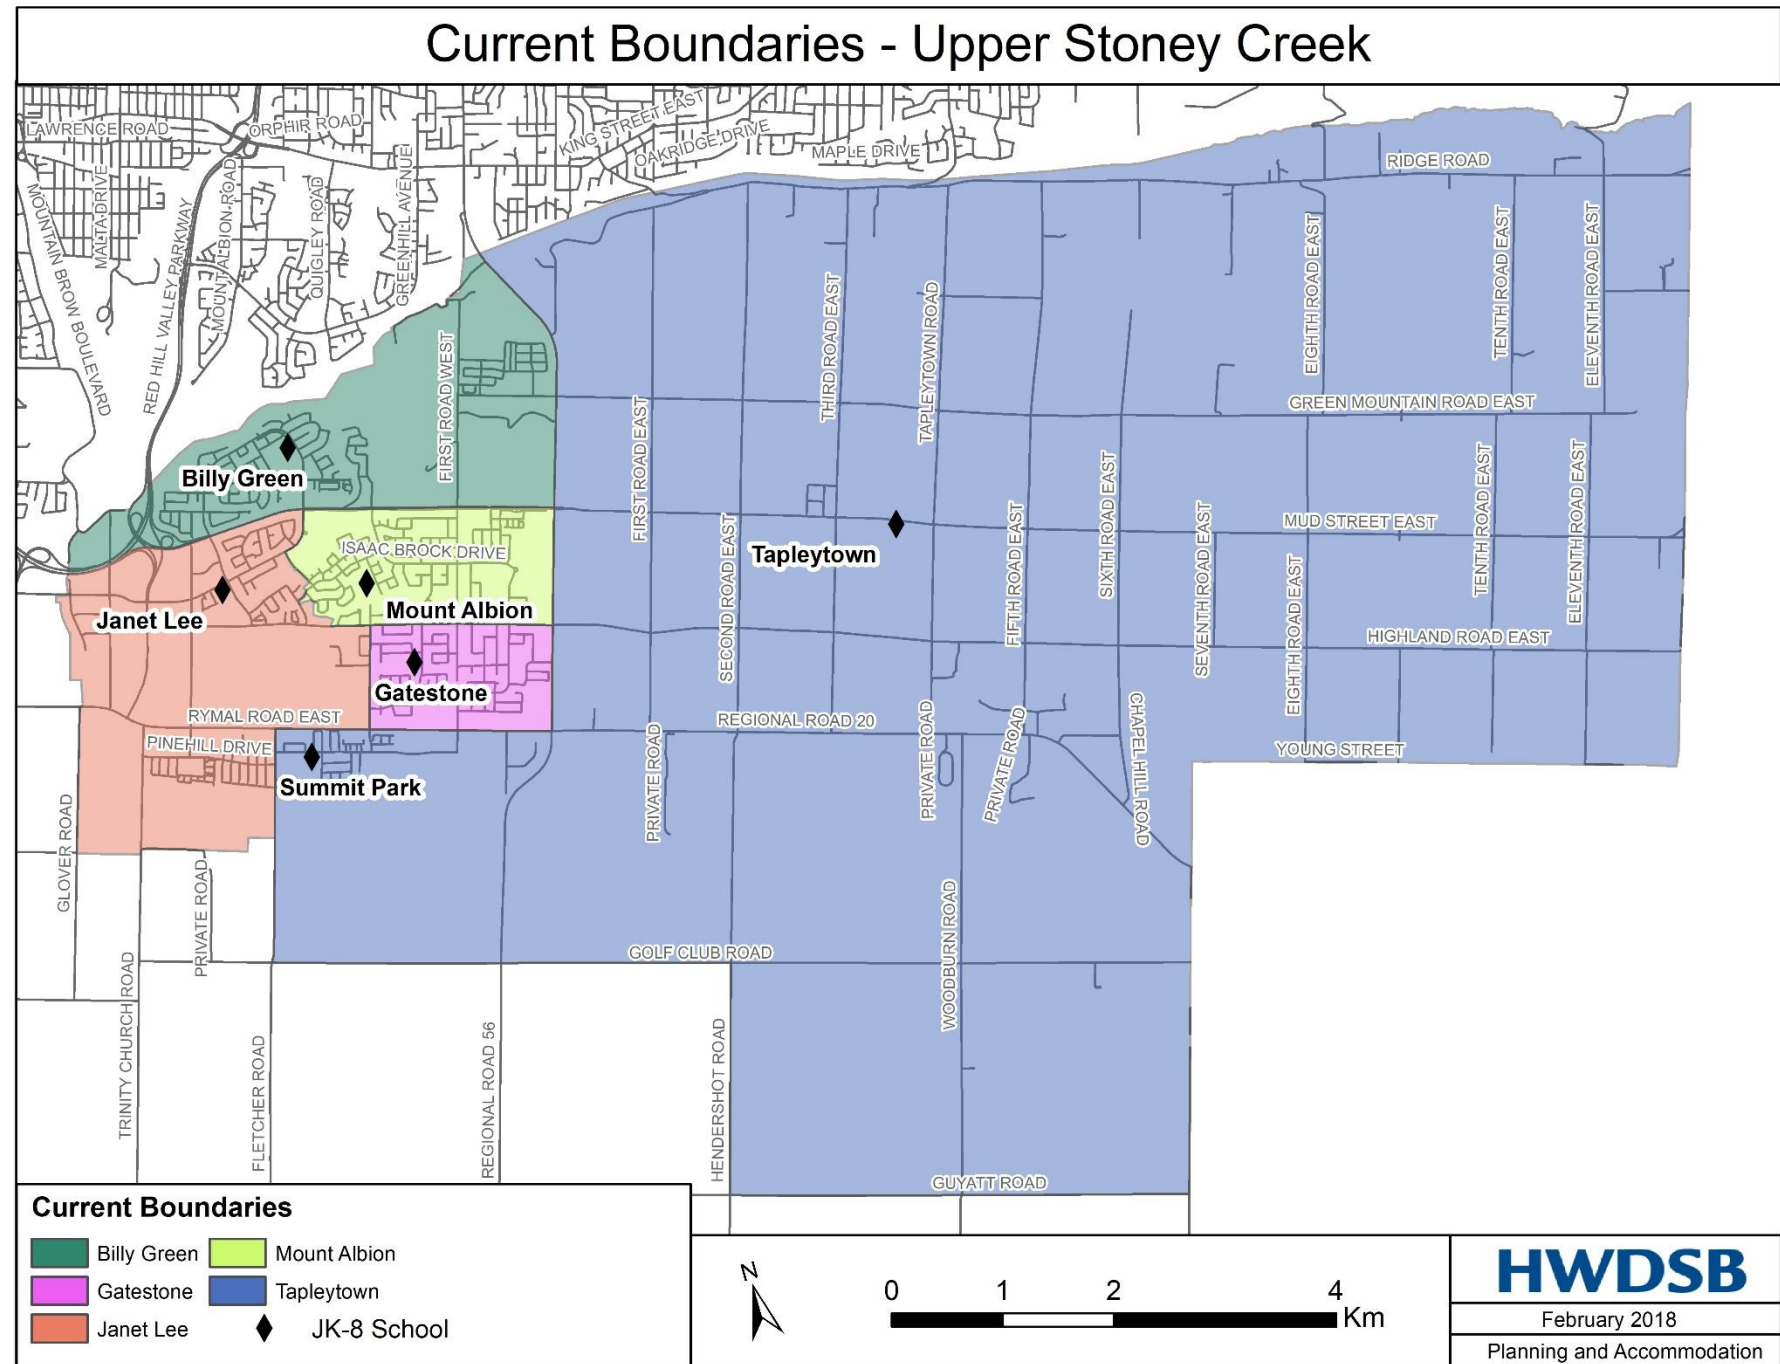 Current Boundaries - Upper Stoney Creek
LAWRENCE ROAD
ORPHIR ROAD
KING STREET EAST
OAKRIDGE DRIVE
MAPLE DRIVE
RIDGE ROAD
MOUNTAIN BROW BOULEVARD
MALTA DRIVE
RED HILL VALLEY PARKWAY
MOUNT ALBION ROAD
QUIGLEY ROAD
GREENHILL AVENUE
FIRST ROAD WEST
FIRST ROAD EAST
SECOND ROAD EAST
THIRD ROAD EAST
TAPLEYTOWN ROAD
FIFTH ROAD EAST
SIXTH ROAD EAST
SEVENTH ROAD EAST
EIGHTH ROAD EAST
EIGHTH ROAD EAST
TENTH ROAD EAST
TENTH ROAD EAST
ELEVENTH ROAD EAST
ELEVENTH ROAD EAST
GREEN MOUNTAIN ROAD EAST
Billy Green
MUD STREET EAST
ISAAC BROCK DRIVE
Tapleytown
Mount Albion
Janet Lee
HIGHLAND ROAD EAST
Gatestone
RYMAL ROAD EAST
REGIONAL ROAD 20
PINEHILL DRIVE
YOUNG STREET
Summit Park
PRIVATE ROAD
PRIVATE ROAD
PRIVATE ROAD
CHAPEL HILL ROAD
GLOVER ROAD
PRIVATE ROAD
WOODBURN ROAD
GOLF CLUB ROAD
TRINITY CHURCH ROAD
FLETCHER ROAD
REGIONAL ROAD 56
HENDERSHOT ROAD
GUYATT ROAD
Current Boundaries
Billy Green
Mount Albion
Gatestone
Tapleytown
Janet Lee
JK-8 School
N
0 1 2 4
Km
HWDSB
February 2018
Planning and Accommodation